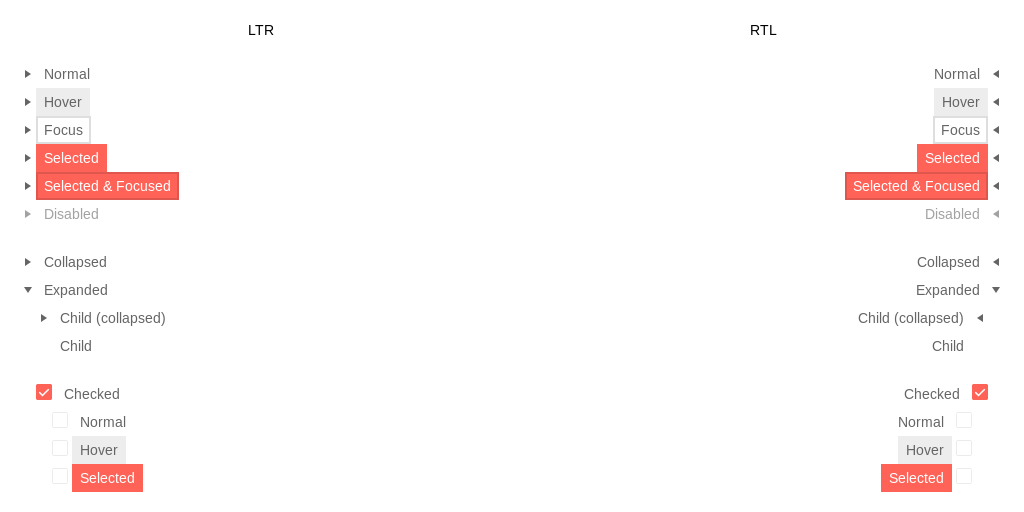 LTR
Normal
Hover
Focus
Selected
Selected & Focused
Disabled
Collapsed
Expanded
Child (collapsed)
Child
Checked
Normal
Hover
Selected
RTL
Normal
Hover
Focus
Selected
Selected & Focused
Disabled
Collapsed
Expanded
Child (collapsed)
Child
Checked
Normal
Hover
Selected